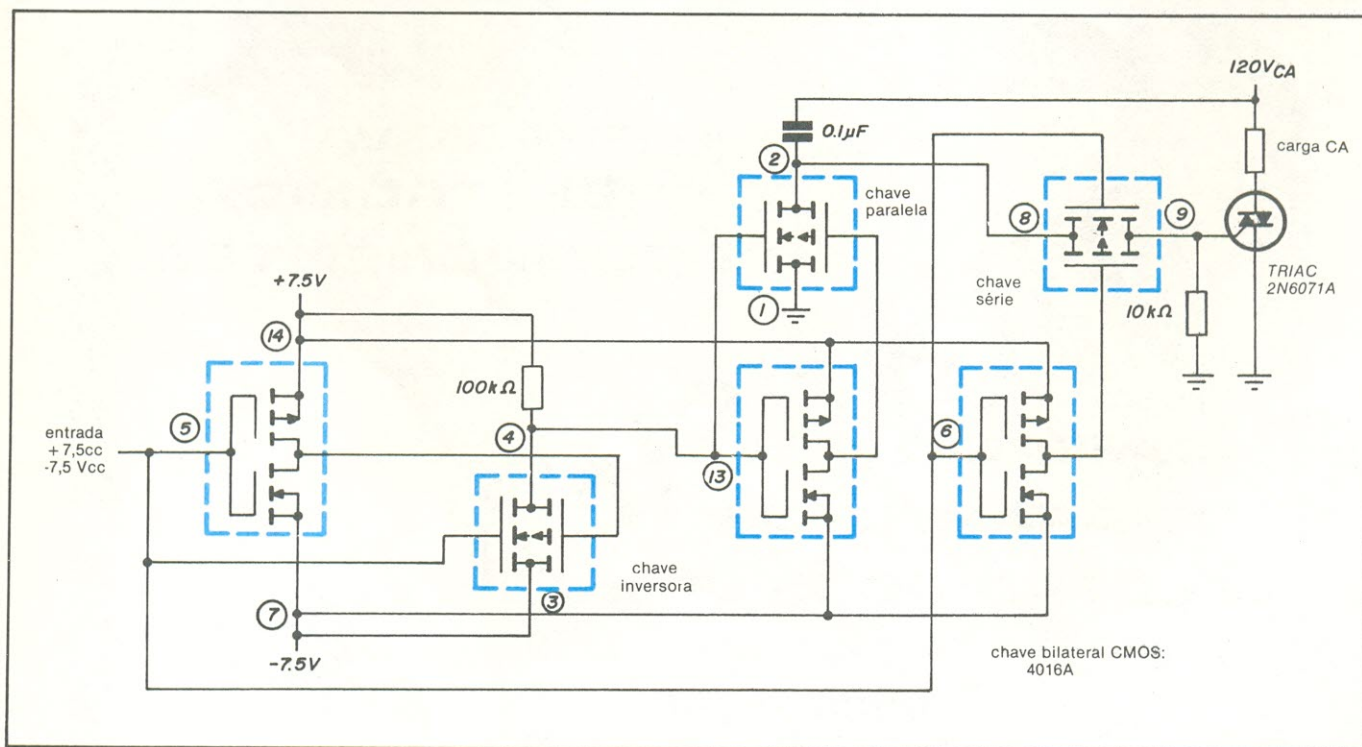 120VCA
0.1µF
carga CA
2
chave
paralela
8
9
TRIAC
2N6071A
chave
série
1
10kΩ
+7.5V
14
100kΩ
entrada
+ 7,5cc
-7,5 Vcc
5
4
13
6
chave
inversora
3
7
-7.5V
chave bilateral CMOS:
4016A